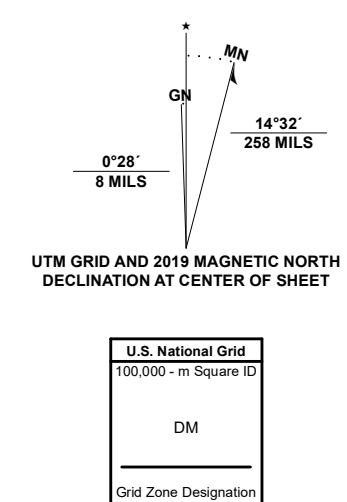 ★
MN
GN
14°32´
258 MILS
0°28´
8 MILS
UTM GRID AND 2019 MAGNETIC NORTH
DECLINATION AT CENTER OF SHEET
U.S. National Grid
100,000 - m Square ID
DM
Grid Zone Designation